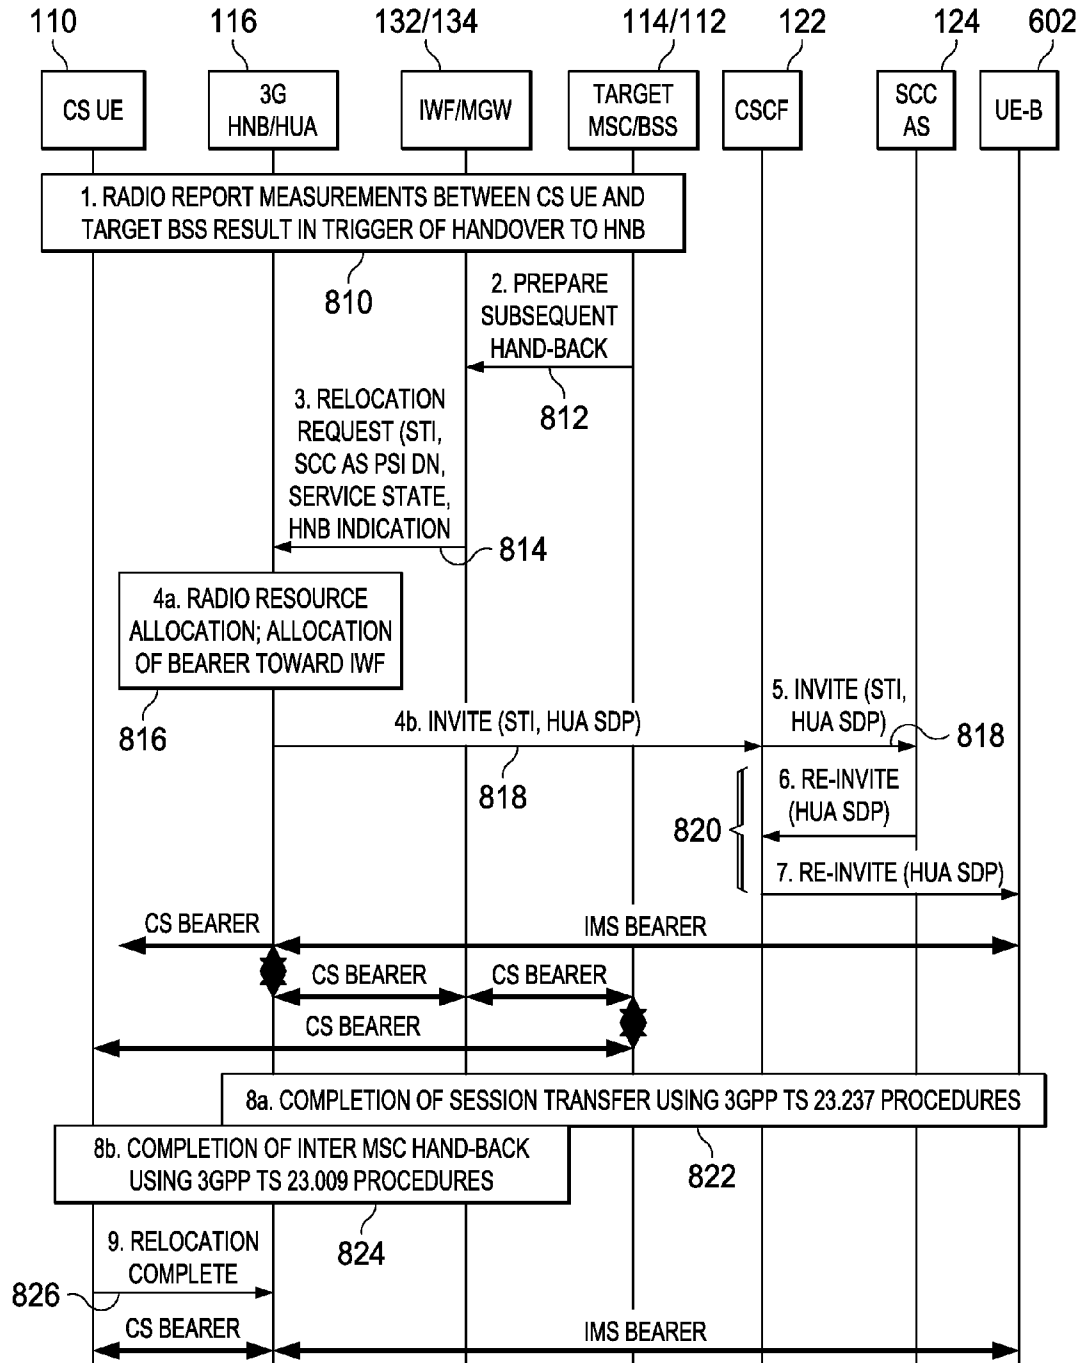 110
116
132/134
114/112
122
124
602
CS UE
3G
HNB/HUA
IWF/MGW
TARGET
MSC/BSS
CSCF
SCC
AS
UE-B
1. RADIO REPORT MEASUREMENTS BETWEEN CS UE AND
TARGET BSS RESULT IN TRIGGER OF HANDOVER TO HNB
810
2. PREPARE
SUBSEQUENT
HAND-BACK
812
3. RELOCATION
REQUEST (STI,
SCC AS PSI DN,
SERVICE STATE,
HNB INDICATION
814
4a. RADIO RESOURCE
ALLOCATION; ALLOCATION
OF BEARER TOWARD IWF
816
4b. INVITE (STI, HUA SDP)
818
5. INVITE (STI,
HUA SDP)
818
6. RE-INVITE
(HUA SDP)
820
7. RE-INVITE (HUA SDP)
CS BEARER
IMS BEARER
CS BEARER
CS BEARER
CS BEARER
8a. COMPLETION OF SESSION TRANSFER USING 3GPP TS 23.237 PROCEDURES
822
8b. COMPLETION OF INTER MSC HAND-BACK
USING 3GPP TS 23.009 PROCEDURES
824
9. RELOCATION
COMPLETE
826
CS BEARER
IMS BEARER